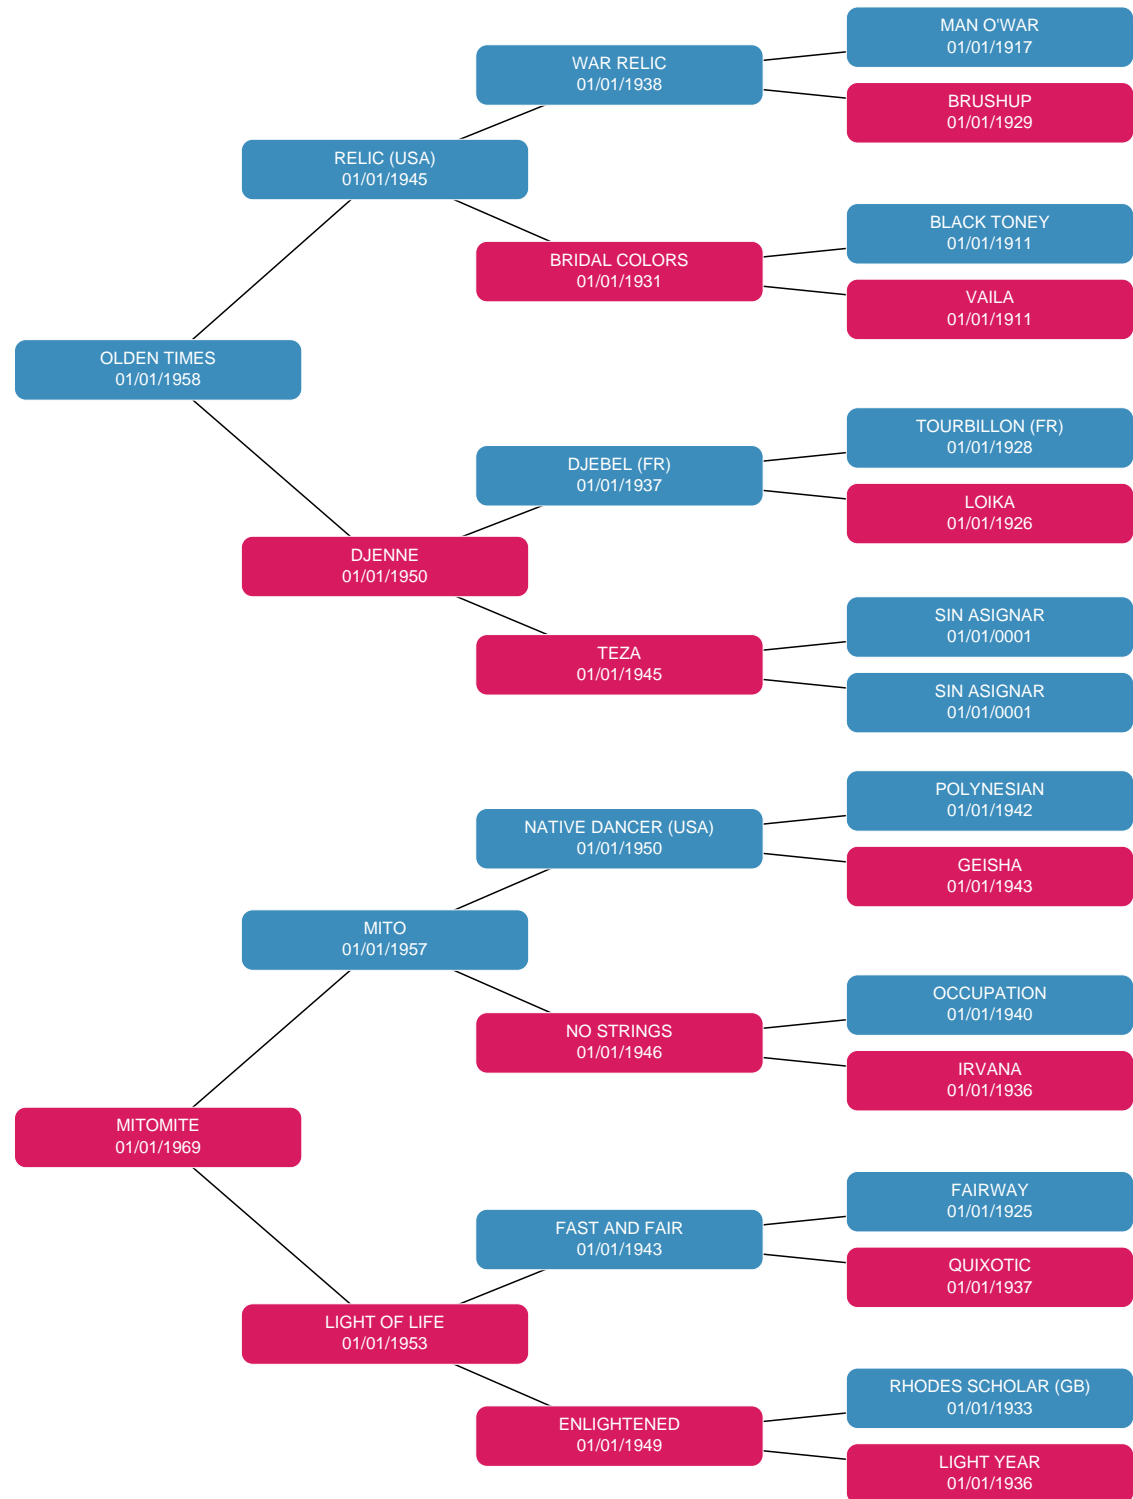 MAN O'WAR
01/01/1917
WAR RELIC
01/01/1938
BRUSHUP
01/01/1929
RELIC (USA)
01/01/1945
BLACK TONEY
01/01/1911
BRIDAL COLORS
01/01/1931
VAILA
01/01/1911
OLDEN TIMES
01/01/1958
TOURBILLON (FR)
01/01/1928
DJEBEL (FR)
01/01/1937
LOIKA
01/01/1926
DJENNE
01/01/1950
SIN ASIGNAR
01/01/0001
TEZA
01/01/1945
SIN ASIGNAR
01/01/0001
POLYNESIAN
01/01/1942
NATIVE DANCER (USA)
01/01/1950
GEISHA
01/01/1943
MITO
01/01/1957
OCCUPATION
01/01/1940
NO STRINGS
01/01/1946
IRVANA
01/01/1936
MITOMITE
01/01/1969
FAIRWAY
01/01/1925
FAST AND FAIR
01/01/1943
QUIXOTIC
01/01/1937
LIGHT OF LIFE
01/01/1953
RHODES SCHOLAR (GB)
01/01/1933
ENLIGHTENED
01/01/1949
LIGHT YEAR
01/01/1936